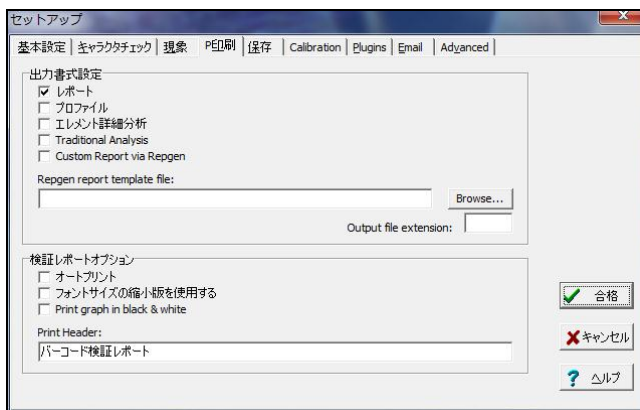 セットアップ
基本設定 キャラクタチェック 現象 PE印刷 保存 Calibration Plugins Email Advanced
出力書式設定
レポート
プロファイル
エレメント詳細分析
Traditional Analysis
Custom Report via Repgen
Repgen report template file:
Browse...
Output file extension:
検証レポートオプション
オートプリント
フォントサイズの縮小版を使用する
Print graph in black & white
Print Header:
バーコード検証レポート
合格
キャンセル
ヘルプ